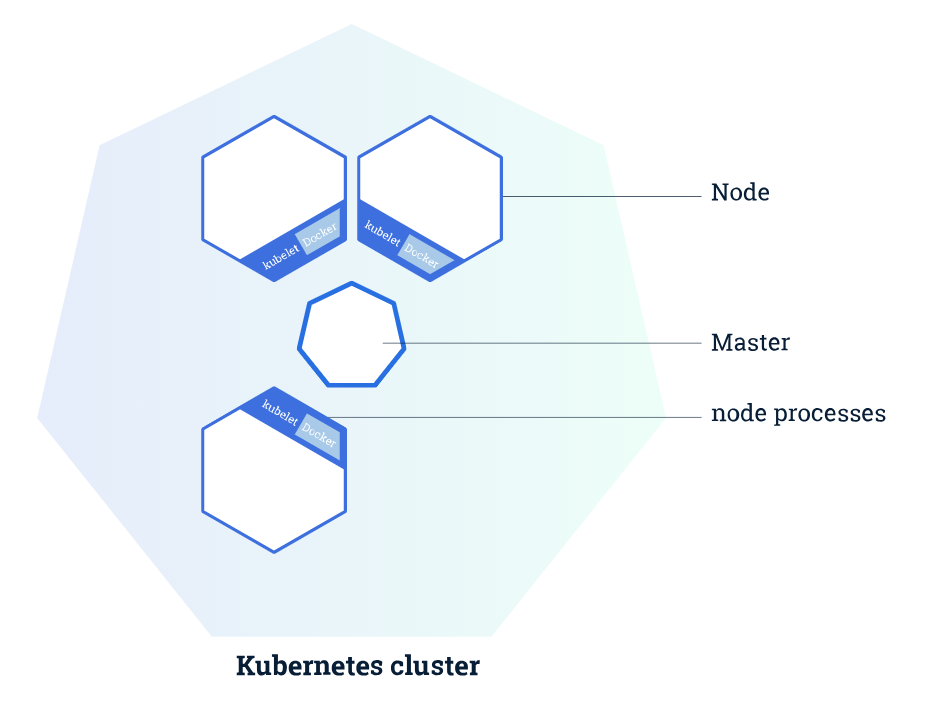 Node
kubelet
Docker
kubelet
Docker
Master
kubelet
Docker
node processes
Kubernetes cluster